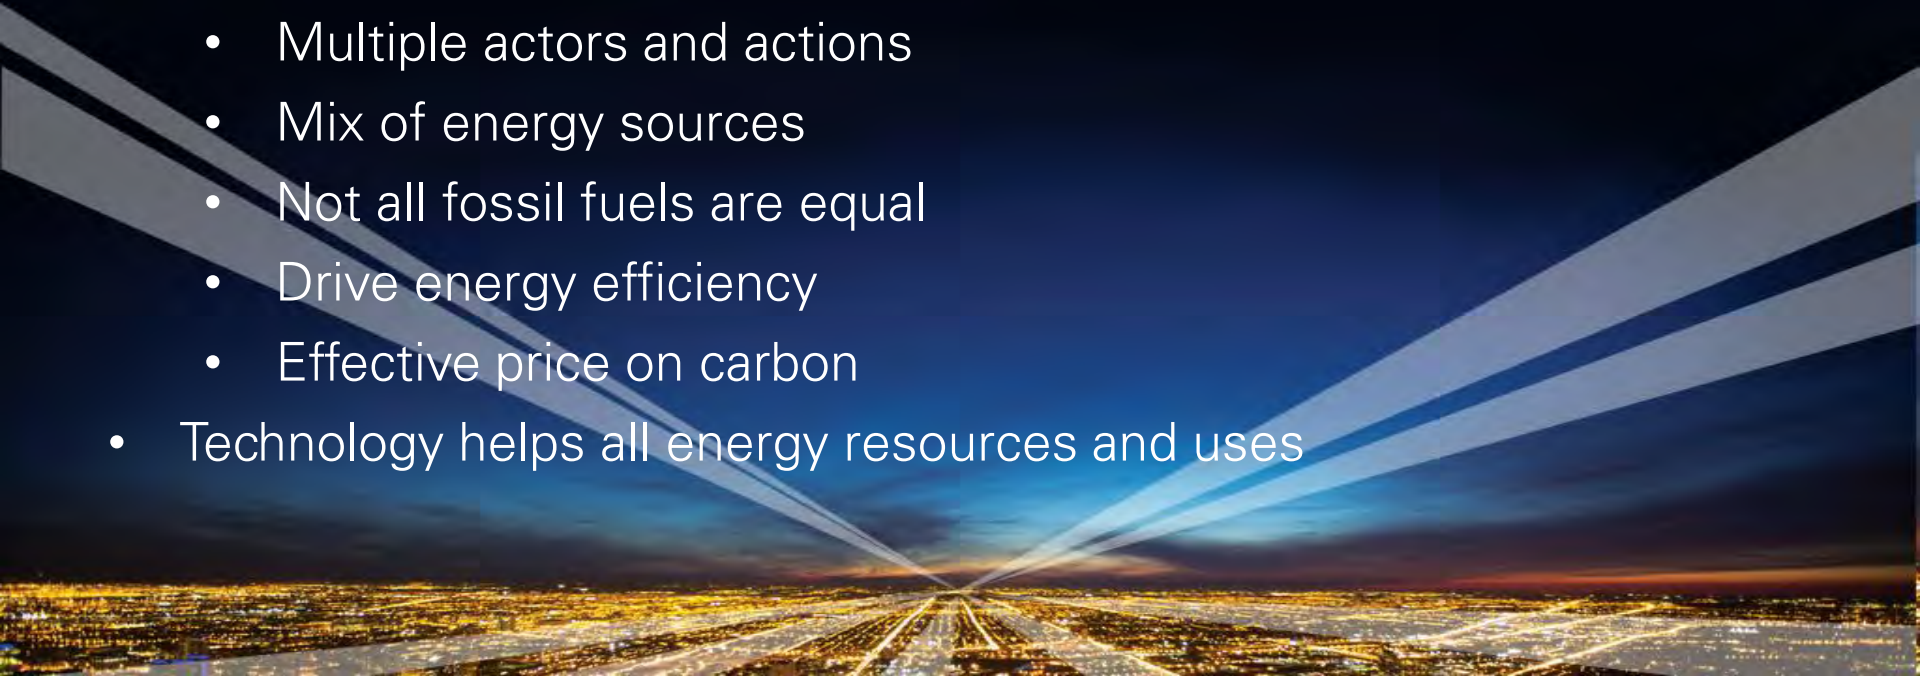 • Multiple actors and actions
• Mix of energy sources
• Not all fossil fuels are equal
• Drive energy efficiency
• Effective price on carbon
• Technology helps all energy resources and uses